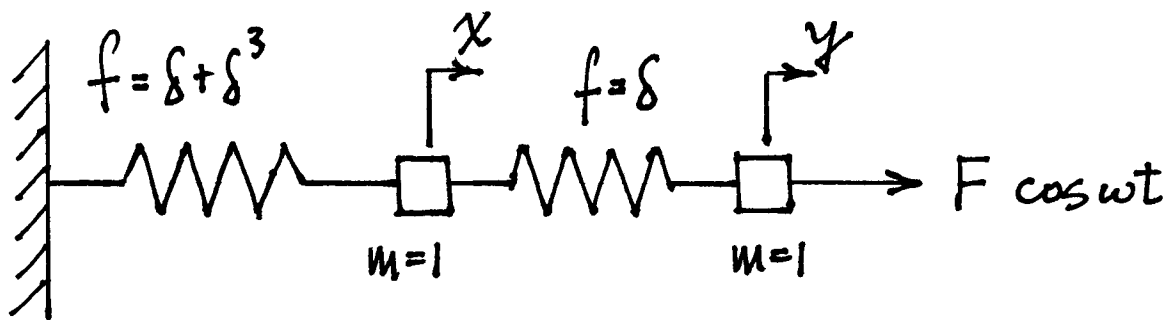 f = δ + δ³
x
f = δ
y
F cos ωt
m = 1
m = 1